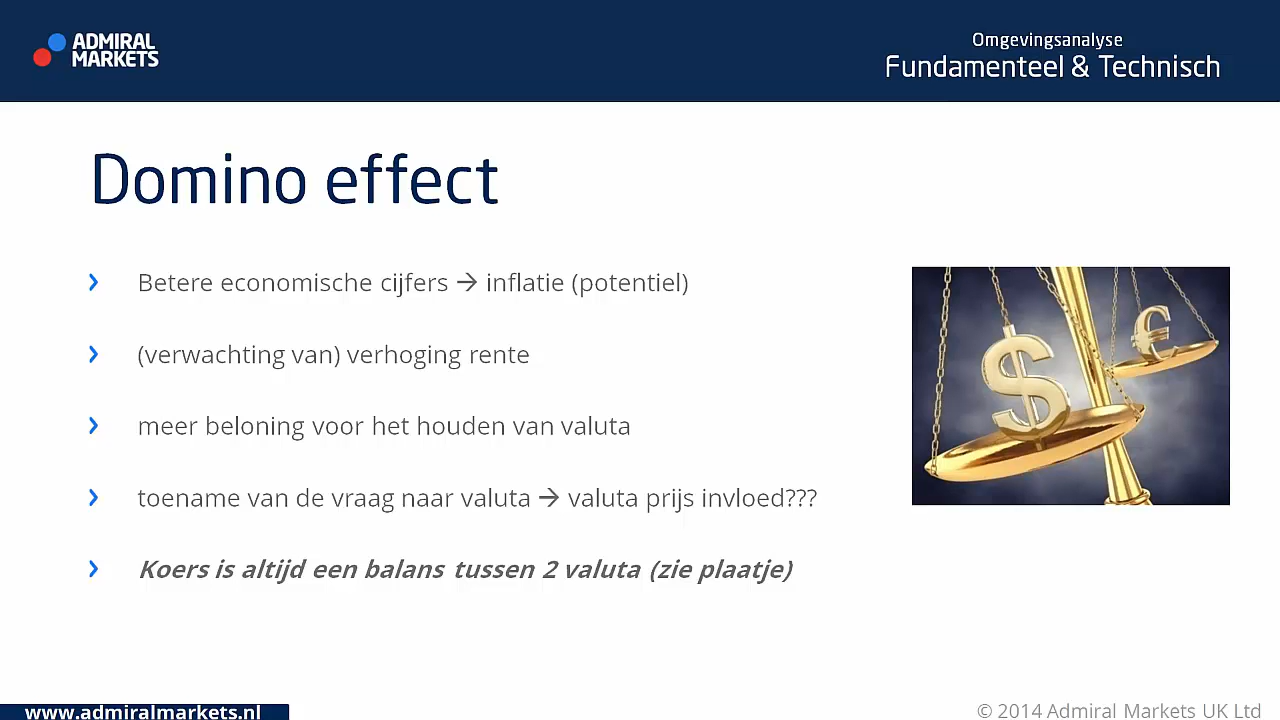 ADMIRAL
MARKETS
Omgevingsanalyse
Fundamenteel & Technisch
Domino effect
Betere economische cijfers → inflatie (potentiel)
(verwachting van) verhoging rente
meer beloning voor het houden van valuta
toename van de vraag naar valuta → valuta prijs invloed???
Koers is altijd een balans tussen 2 valuta (zie plaatje)
$
€
www.admiralmarkets.nl
© 2014 Admiral Markets UK Ltd